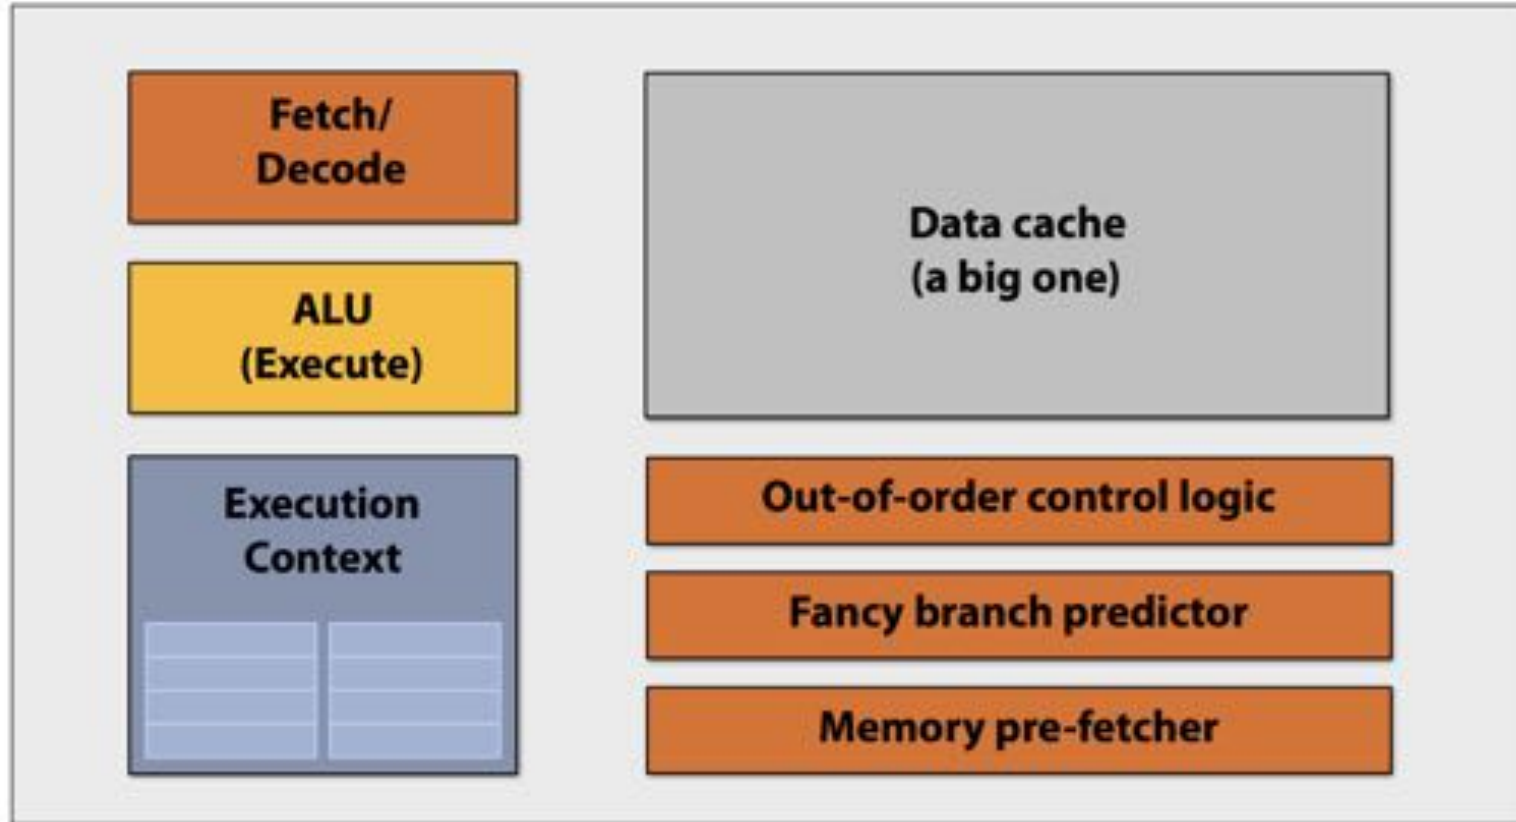 Fetch/
Decode
ALU
(Execute)
Execution
Context
Data cache
(a big one)
Out-of-order control logic
Fancy branch predictor
Memory pre-fetcher